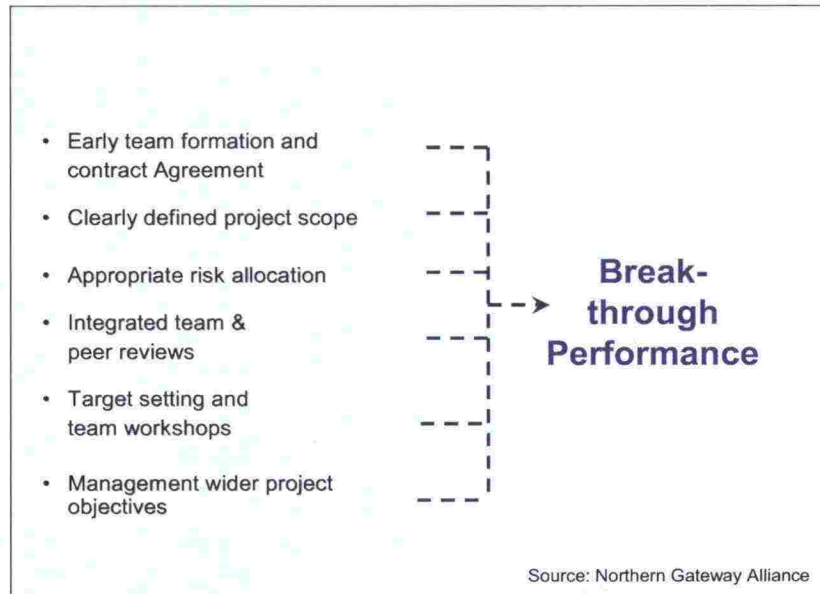 • Early team formation and
contract Agreement
• Clearly defined project scope
• Appropriate risk allocation
• Integrated team &
peer reviews
• Target setting and
team workshops
• Management wider project
objectives
Break-
through
Performance
Source: Northern Gateway Alliance